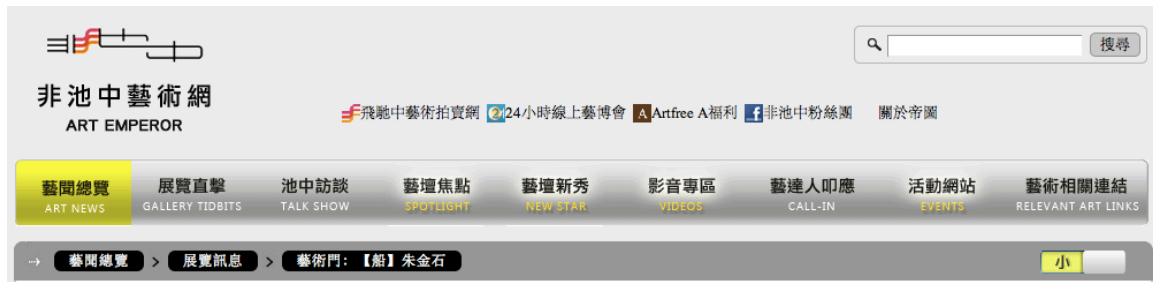 搜尋
非池中藝術網
ART EMPEROR
飛馳中藝術拍賣網 24小時線上藝博會 A Artfree A福利 f 非池中粉絲團 關於帝圖
藝聞總覽 展覽直擊 池中訪談 藝壇焦點 藝壇新秀 影音專區 藝達人叩應 活動網站 藝術相關連結
ART NEWS GALLERY TIDBITS TALK SHOW SPOTLIGHT NEW STAR VIDEOS CALL-IN EVENTS RELEVANT ART LINKS
→ 藝聞總覽 > 展覽訊息 > 藝術門：【船】朱金石 小